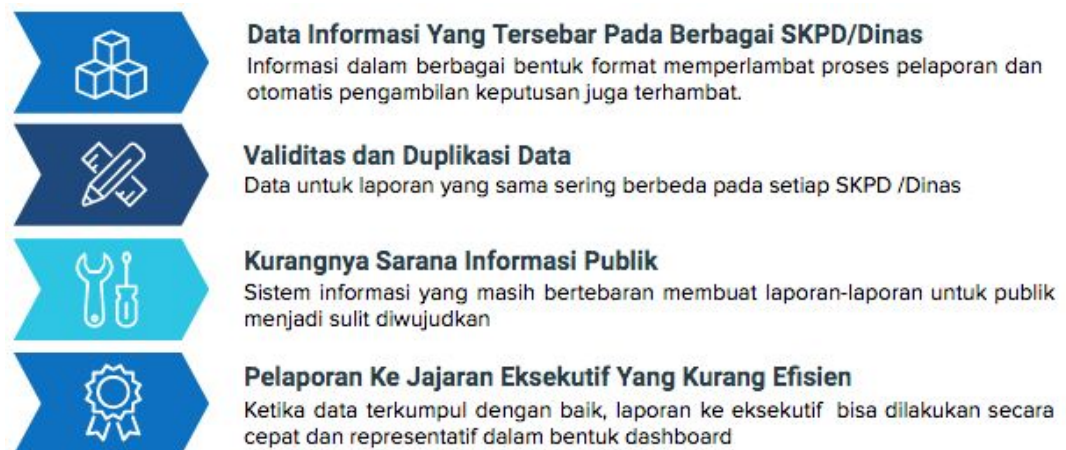 Data Informasi Yang Tersebar Pada Berbagai SKPD/Dinas
Informasi dalam berbagai bentuk format memperlambat proses pelaporan dan
otomatis pengambilan keputusan juga terhambat.
Validitas dan Duplikasi Data
Data untuk laporan yang sama sering berbeda pada setiap SKPD /Dinas
Kurangnya Sarana Informasi Publik
Sistem informasi yang masih bertebaran membuat laporan-laporan untuk publik
menjadi sulit diwujudkan
Pelaporan Ke Jajaran Eksekutif Yang Kurang Efisien
Ketika data terkumpul dengan baik, laporan ke eksekutif bisa dilakukan secara
cepat dan representatif dalam bentuk dashboard